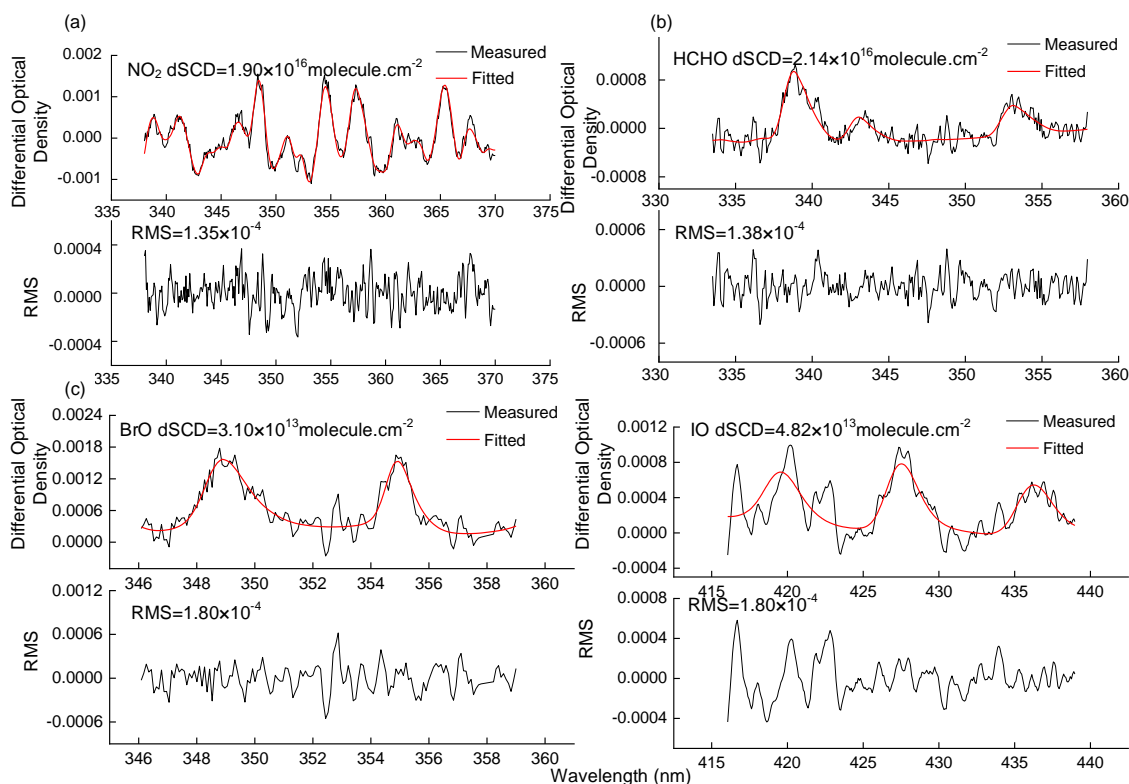 (a)
0.002
0.001
0.000
-0.001
Differential Optical
Density
NO₂ dSCD=1.90×10¹⁶molecule.cm⁻²
Measured
Fitted
335 340 345 350 355 360 365 370 375
0.0004
0.0000
-0.0004
RMS
RMS=1.35×10⁻⁴
335 340 345 350 355 360 365 370 375
(b)
0.0008
0.0000
-0.0008
Differential Optical
Density
HCHO dSCD=2.14×10¹⁶molecule.cm⁻²
Measured
Fitted
330 335 340 345 350 355 360
0.0006
0.0000
-0.0006
RMS
RMS=1.38×10⁻⁴
330 335 340 345 350 355 360
(c)
0.0024
0.0018
0.0012
0.0006
0.0000
Differential Optical
Density
BrO dSCD=3.10×10¹³molecule.cm⁻²
Measured
Fitted
346 348 350 352 354 356 358 360
0.0012
0.0006
0.0000
-0.0006
RMS
RMS=1.80×10⁻⁴
346 348 350 352 354 356 358 360
0.0012
0.0008
0.0004
0.0000
-0.0004
Differential Optical
Density
IO dSCD=4.82×10¹³molecule.cm⁻²
Measured
Fitted
415 420 425 430 435 440
0.0008
0.0004
0.0000
-0.0004
RMS
RMS=1.80×10⁻⁴
415 420 425 430 435 440
Wavelength (nm)